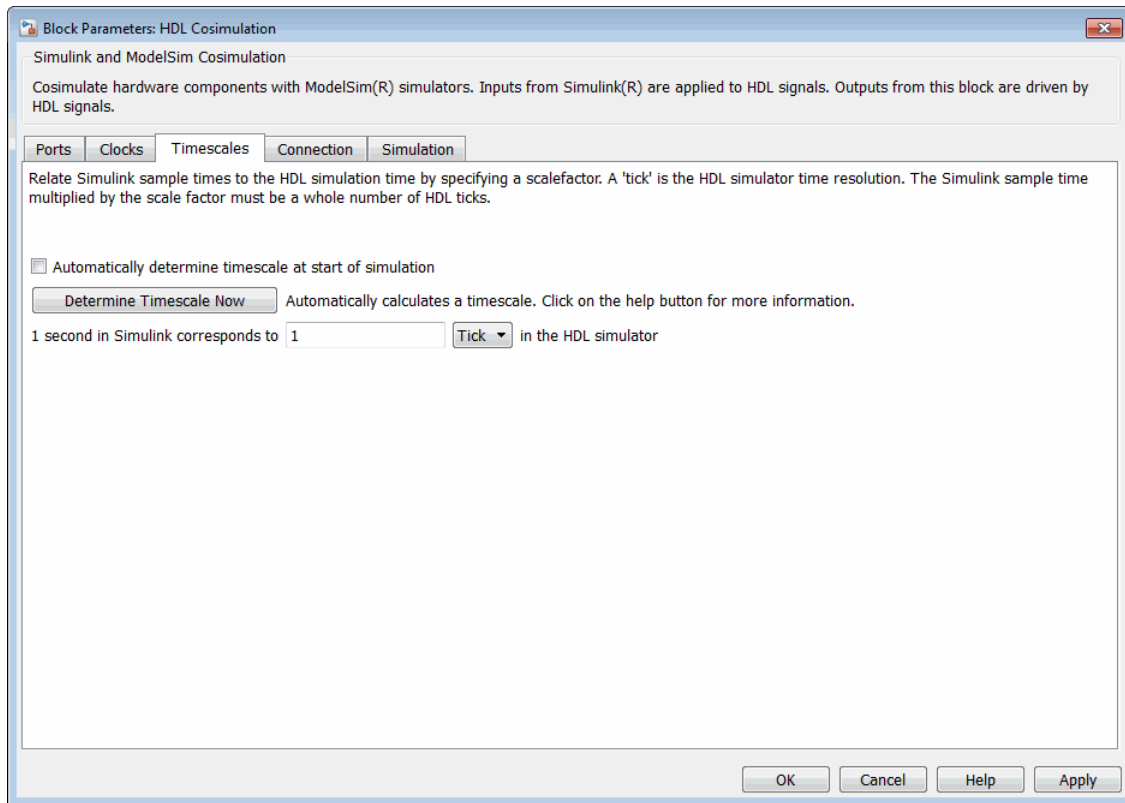 Block Parameters: HDL Cosimulation
Simulink and ModelSim Cosimulation
Cosimulate hardware components with ModelSim(R) simulators. Inputs from Simulink(R) are applied to HDL signals. Outputs from this block are driven by
HDL signals.
Ports Clocks Timescales Connection Simulation
Relate Simulink sample times to the HDL simulation time by specifying a scalefactor. A 'tick' is the HDL simulator time resolution. The Simulink sample time
multiplied by the scale factor must be a whole number of HDL ticks.
Automatically determine timescale at start of simulation
Determine Timescale Now Automatically calculates a timescale. Click on the help button for more information.
1 second in Simulink corresponds to 1 Tick in the HDL simulator
OK Cancel Help Apply